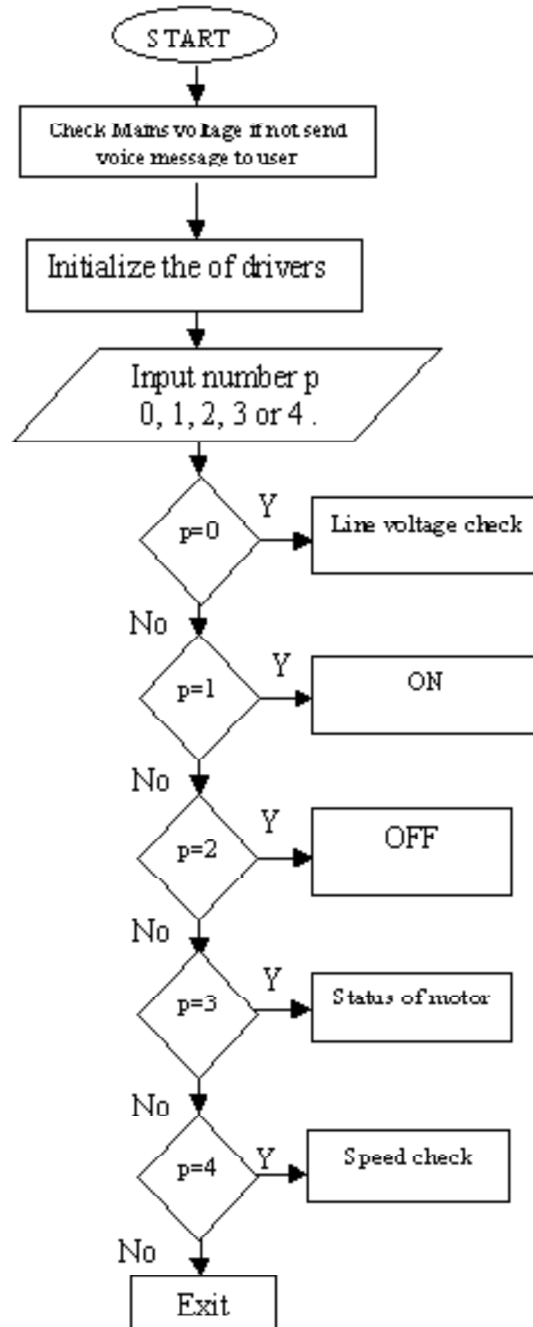 START
Check Mains voltage if not send
voice message to user
Initialize the of drivers
Input number p
0, 1, 2, 3 or 4 .
p=0
Y
Line voltage check
No
p=1
Y
ON
No
p=2
Y
OFF
No
p=3
Y
Status of motor
No
p=4
Y
Speed check
No
Exit